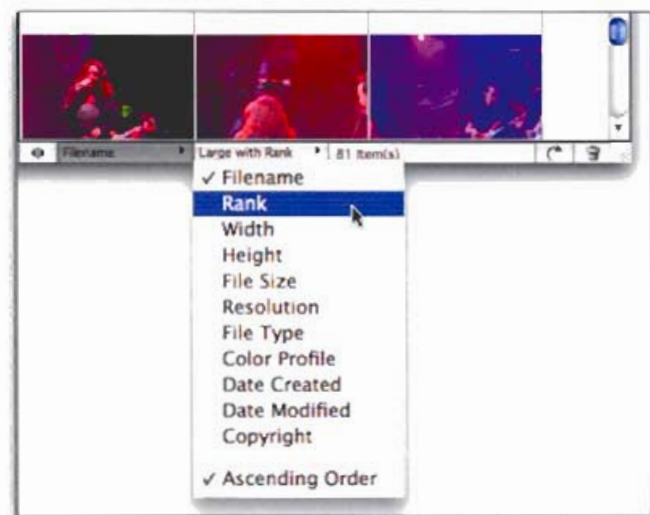 Filename
Large with Rank
81 Item(s)
✓ Filename
Rank
Width
Height
File Size
Resolution
File Type
Color Profile
Date Created
Date Modified
Copyright
✓ Ascending Order